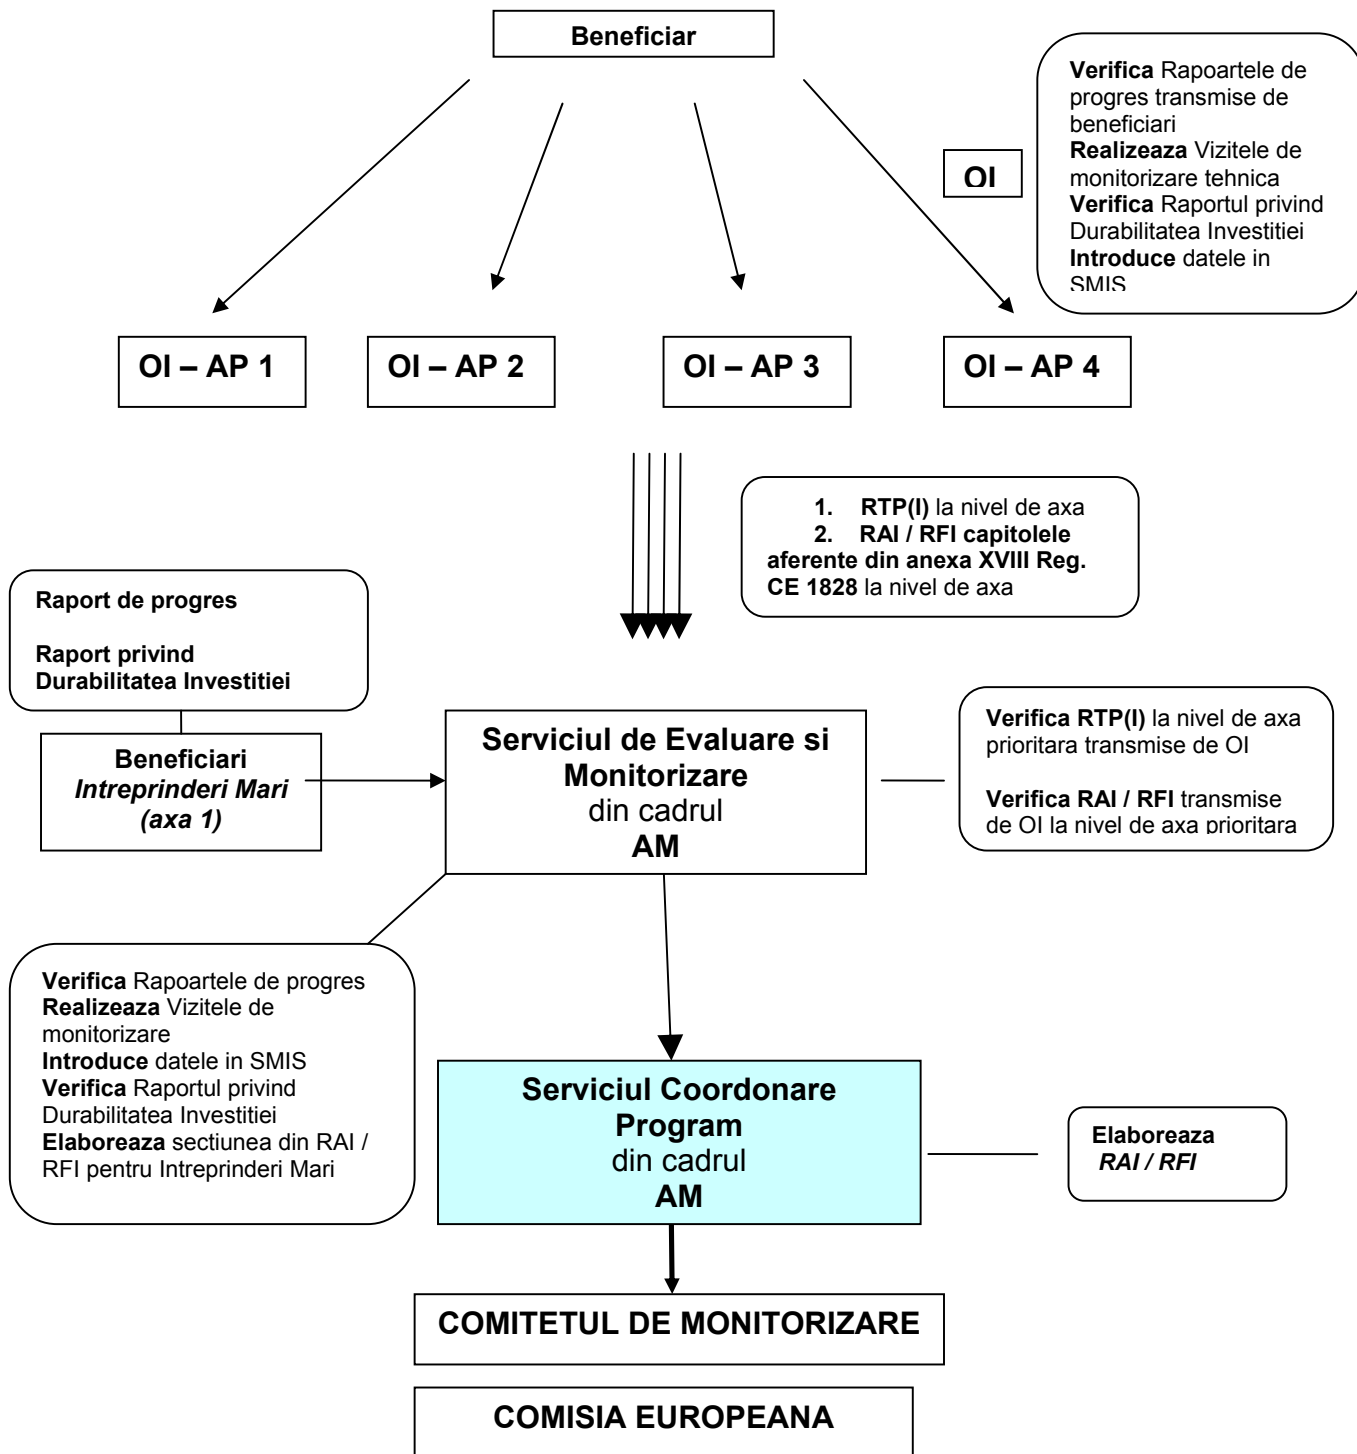 Beneficiar
Verifica Rapoartele de
progres transmise de
beneficiari
Realizeaza Vizitele de
monitorizare tehnica
Verifica Raportul privind
Durabilitatea Investitiei
Introduce datele in
SMIS
OI
OI – AP 1
OI – AP 2
OI – AP 3
OI – AP 4
1. RTP(I) la nivel de axa
2. RAI / RFI capitolele
aferente din anexa XVIII Reg.
CE 1828 la nivel de axa
Raport de progres
Raport privind
Durabilitatea Investitiei
Beneficiari
Intreprinderi Mari
(axa 1)
Serviciul de Evaluare si
Monitorizare
din cadrul
AM
Verifica RTP(I) la nivel de axa
prioritara transmise de OI
Verifica RAI / RFI transmise
de OI la nivel de axa prioritara
Verifica Rapoartele de progres
Realizeaza Vizitele de
monitorizare
Introduce datele in SMIS
Verifica Raportul privind
Durabilitatea Investitiei
Elaboreaza sectiunea din RAI /
RFI pentru Intreprinderi Mari
Serviciul Coordonare
Program
din cadrul
AM
Elaboreaza
RAI / RFI
COMITETUL DE MONITORIZARE
COMISIA EUROPEANA